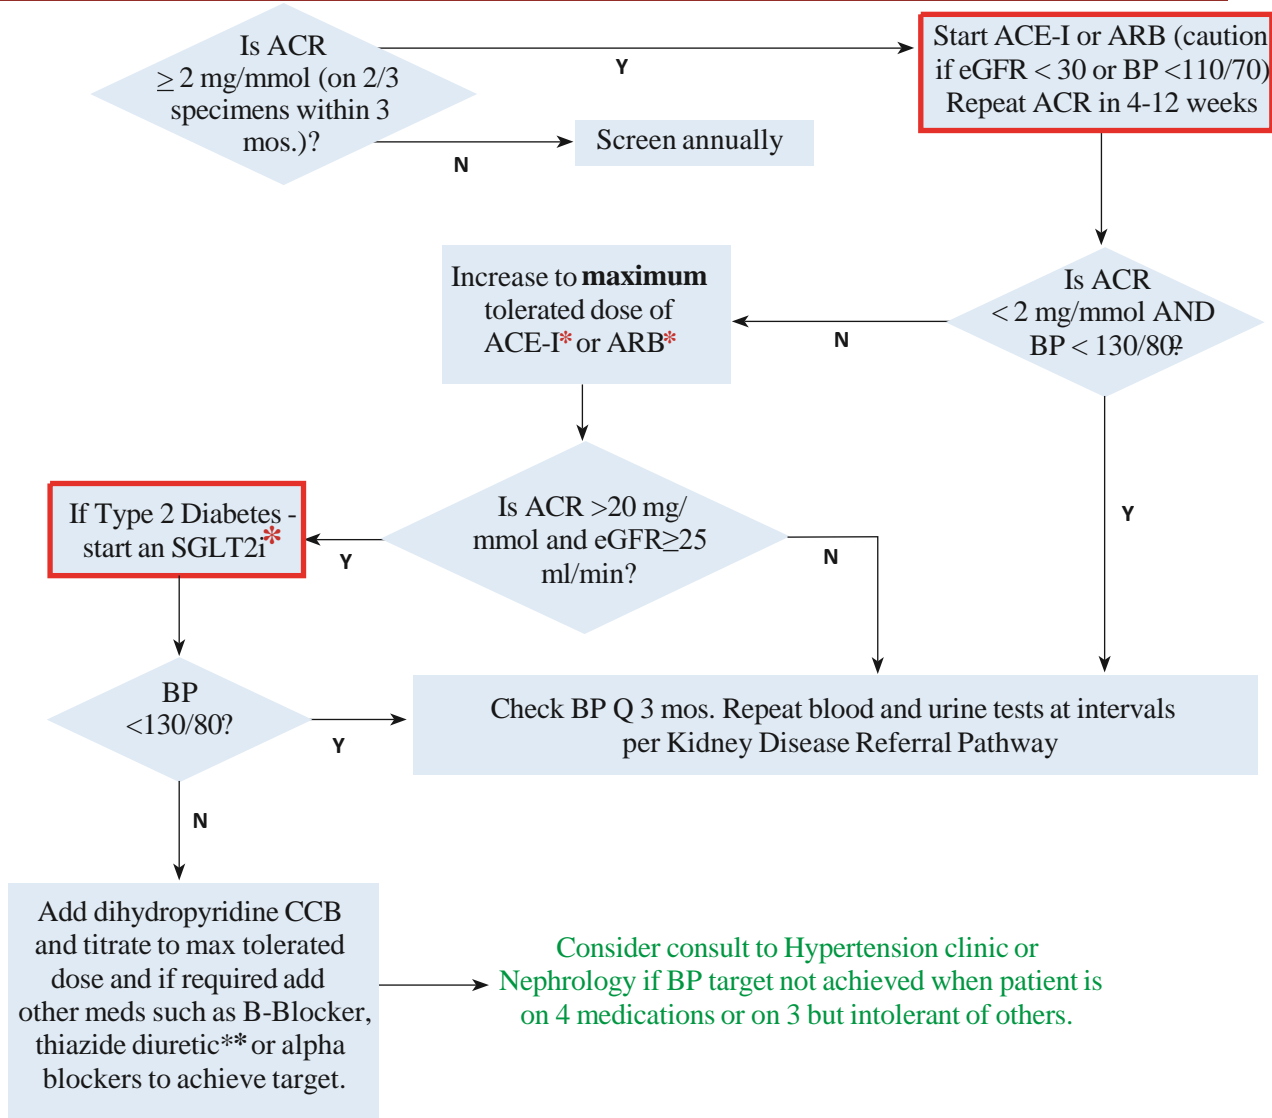 Is ACR
≥ 2 mg/mmol (on 2/3
specimens within 3
mos.)?
Y
Start ACE-I or ARB (caution
if eGFR < 30 or BP <110/70)
Repeat ACR in 4-12 weeks
N
Screen annually
Is ACR
< 2 mg/mmol AND
BP < 130/80?
N
Increase to maximum
tolerated dose of
ACE-I* or ARB*
Y
Is ACR >20 mg/
mmol and eGFR≥25
ml/min?
Y
N
If Type 2 Diabetes -
start an SGLT2i*
BP
<130/80?
Y
Check BP Q 3 mos. Repeat blood and urine tests at intervals
per Kidney Disease Referral Pathway
N
Add dihydropyridine CCB
and titrate to max tolerated
dose and if required add
other meds such as B-Blocker,
thiazide diuretic** or alpha
blockers to achieve target.
Consider consult to Hypertension clinic or
Nephrology if BP target not achieved when patient is
on 4 medications or on 3 but intolerant of others.